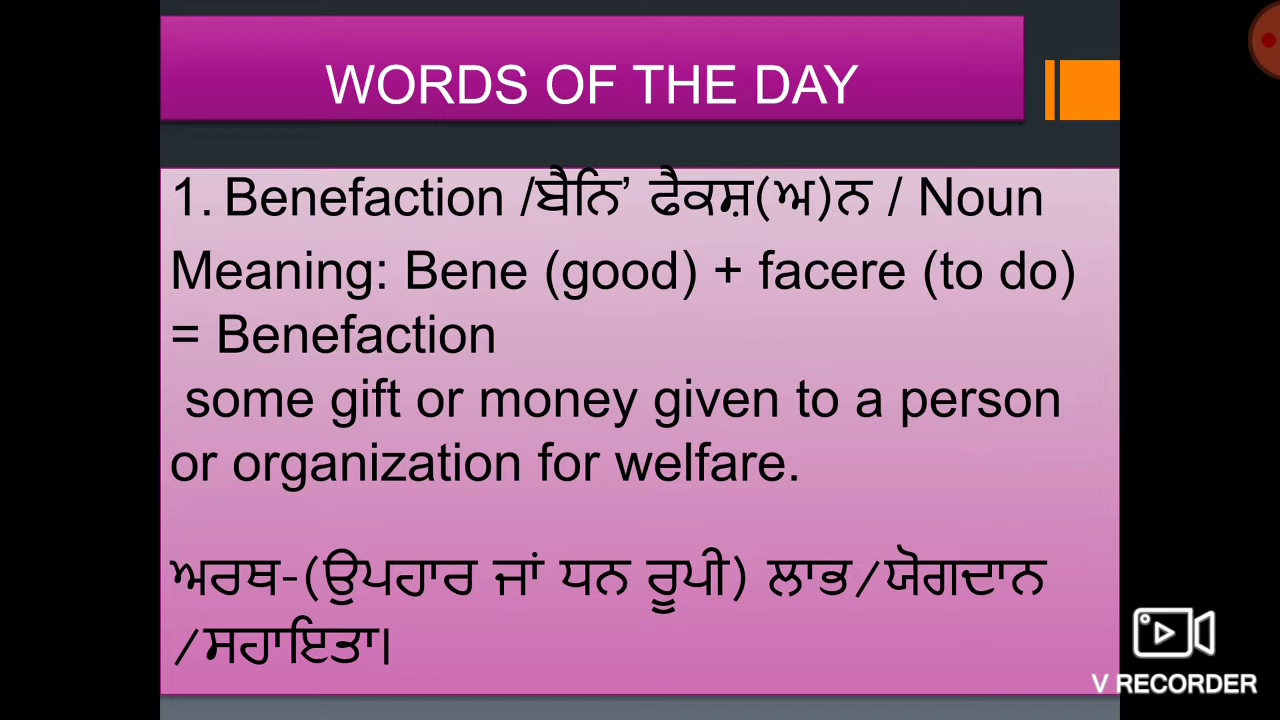 WORDS OF THE DAY
1. Benefaction /ਬੈਨਿ’ ਫੈਕਸ਼(ਅ)ਨ / Noun
Meaning: Bene (good) + facere (to do)
= Benefaction
some gift or money given to a person
or organization for welfare.
ਅਰਥ-(ਉਪਹਾਰ ਜਾਂ ਧਨ ਰੂਪੀ) ਲਾਭ/ਯੋਗਦਾਨ
/ਸਹਾਇਤਾ।
V RECORDER